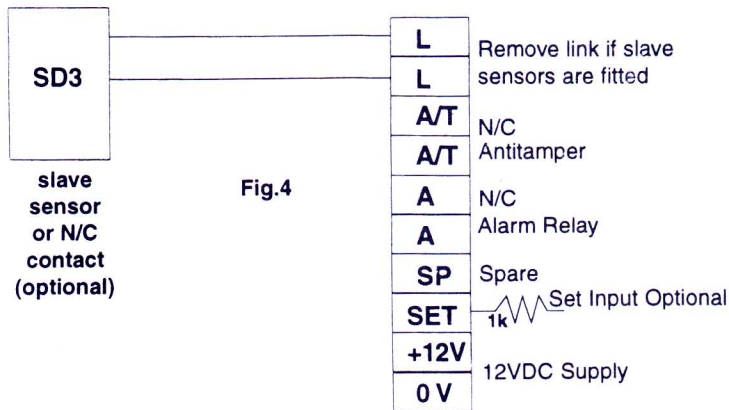 SD3
slave
sensor
or N/C
contact
(optional)
Fig.4
L
L
A/T
A/T
A
A
SP
SET
+12V
0 V
Remove link if slave
sensors are fitted
N/C
Antitamper
N/C
Alarm Relay
Spare
1k
Set Input Optional
12VDC Supply